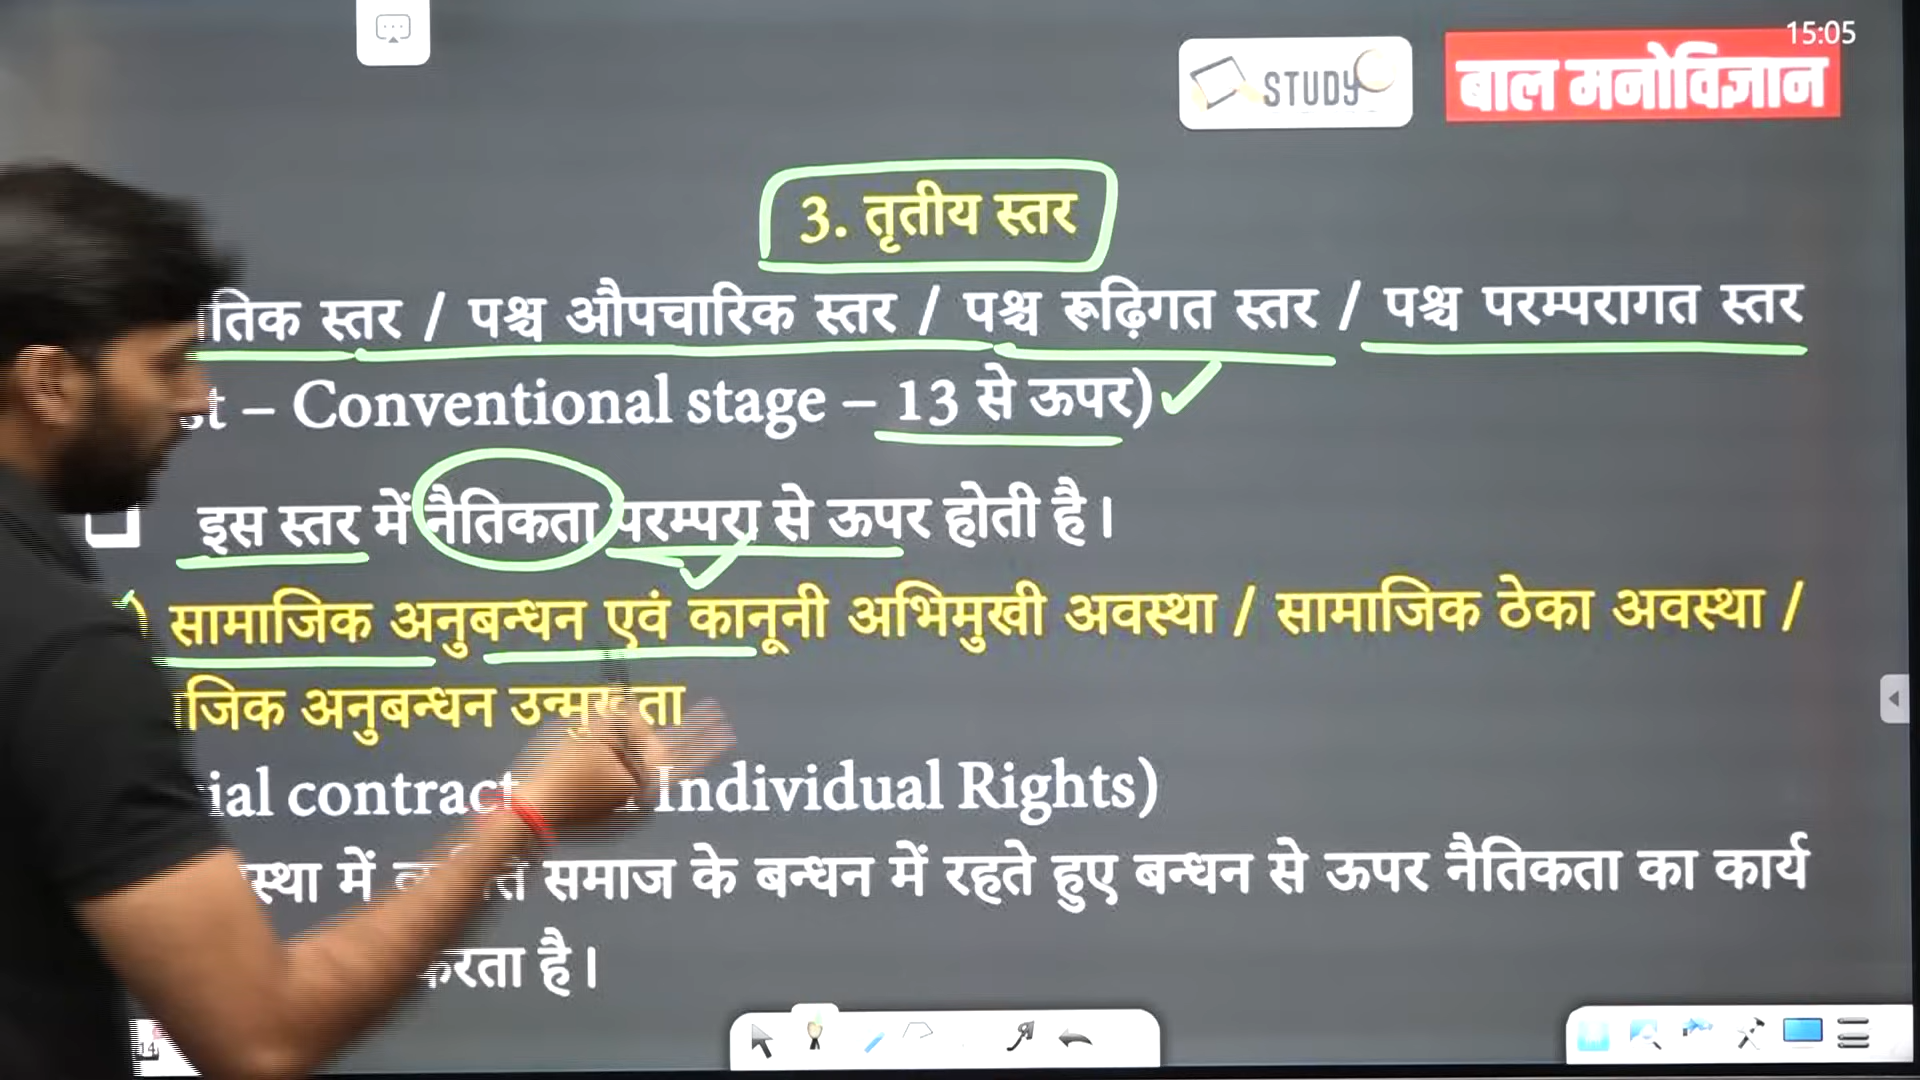 15:05
STUDY
बाल मनोविज्ञान
3. तृतीय स्तर
स्तर / पश्च औपचारिक स्तर / पश्च रूढ़िगत स्तर / पश्च परम्परागत स्तर
– Conventional stage – 13 से ऊपर)
इस स्तर में नैतिकता परम्परा से ऊपर होती है।
सामाजिक अनुबन्धन एवं कानूनी अभिमुखी अवस्था / सामाजिक ठेका अवस्था /
अनुबन्धन
contract Individual Rights)
में समाज के बन्धन में रहते हुए बन्धन से ऊपर नैतिकता का कार्य
करता है।
14